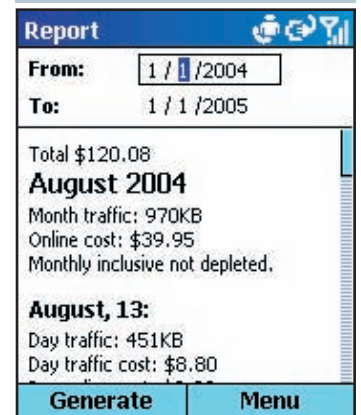 Report
From: 1 / 1 /2004
To: 1 / 1 /2005
Total $120.08
August 2004
Month traffic: 970KB
Online cost: $39.95
Monthly inclusive not depleted.
August, 13:
Day traffic: 451KB
Day traffic cost: $8.80
Generate Menu